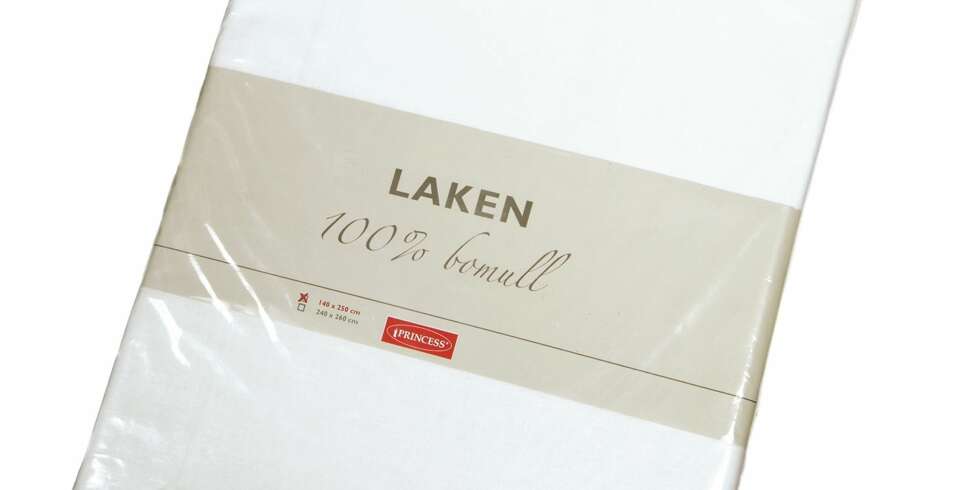 LAKEN
100% bomull
140 x 250 cm
240 x 260 cm
PRINCESS